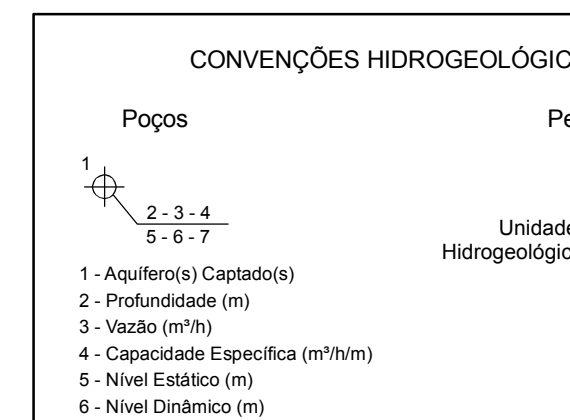 CONVENÇÕES HIDROGEOLÓGIC
Poços
Pe
1
2 - 3 - 4
5 - 6 - 7
Unidade
Hidrogeológic
1 - Aquífero(s) Captado(s)
2 - Profundidade (m)
3 - Vazão (m³/h)
4 - Capacidade Específica (m³/h/m)
5 - Nível Estático (m)
6 - Nível Dinâmico (m)